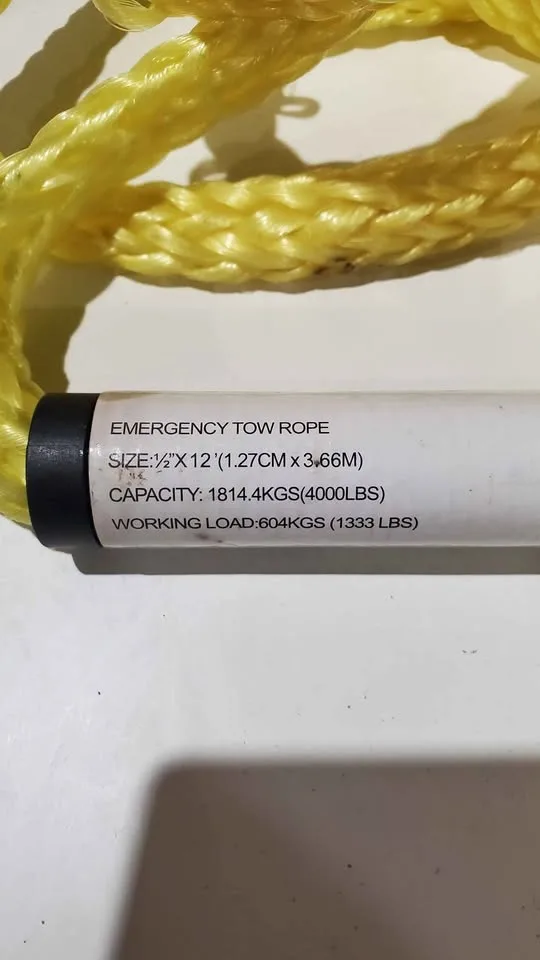 EMERGENCY TOW ROPE
SIZE:½"X 12 '(1.27CM x 3.66M)
CAPACITY: 1814.4KGS(4000LBS)
WORKING LOAD:604KGS (1333 LBS)